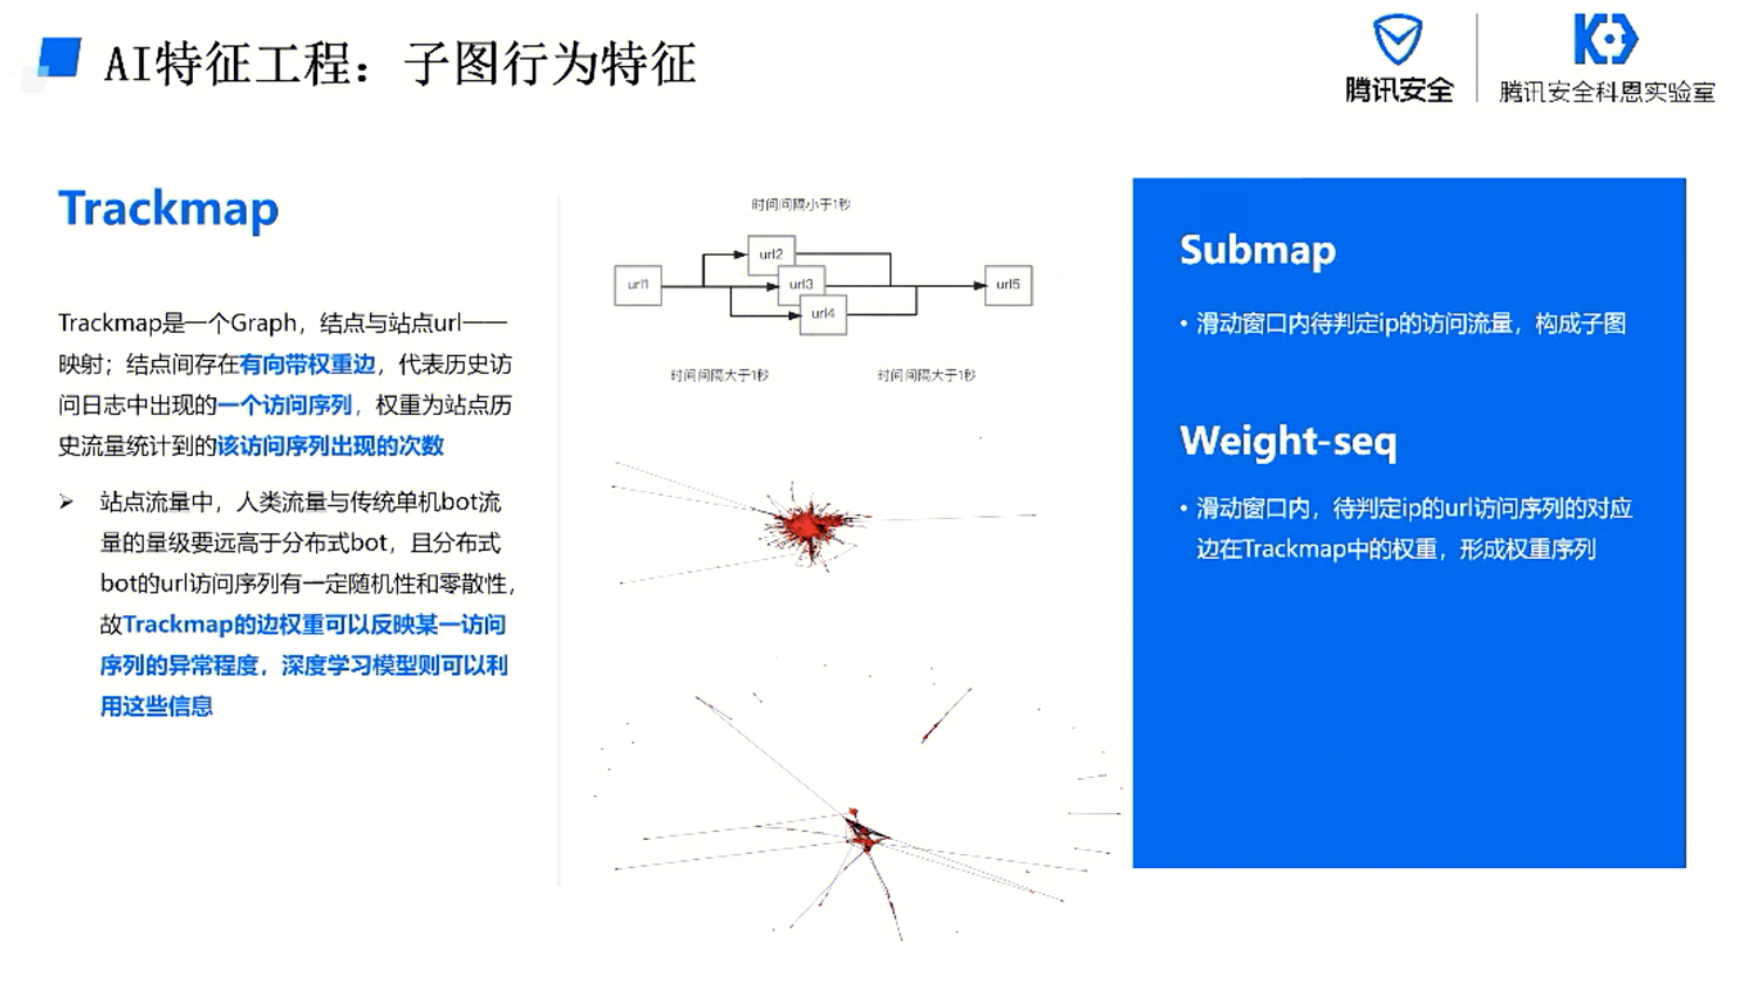 AI特征工程：子图行为特征
腾讯安全
腾讯安全科恩实验室
Trackmap
Trackmap是一个Graph，结点与站点url一一
映射；结点间存在有向带权重边，代表历史访
问日志中出现的一个访问序列，权重为站点历
史流量统计到的该访问序列出现的次数
➢ 站点流量中，人类流量与传统单机bot流
量的量级要远高于分布式bot，且分布式
bot的url访问序列有一定随机性和零散性，
故Trackmap的边权重可以反映某一访问
序列的异常程度，深度学习模型则可以利
用这些信息
时间间隔小于1秒
url1
url2
url3
url4
url5
时间间隔大于1秒
时间间隔大于1秒
Submap
• 滑动窗口内待判定ip的访问流量，构成子图
Weight-seq
• 滑动窗口内，待判定ip的url访问序列的对应
边在Trackmap中的权重，形成权重序列